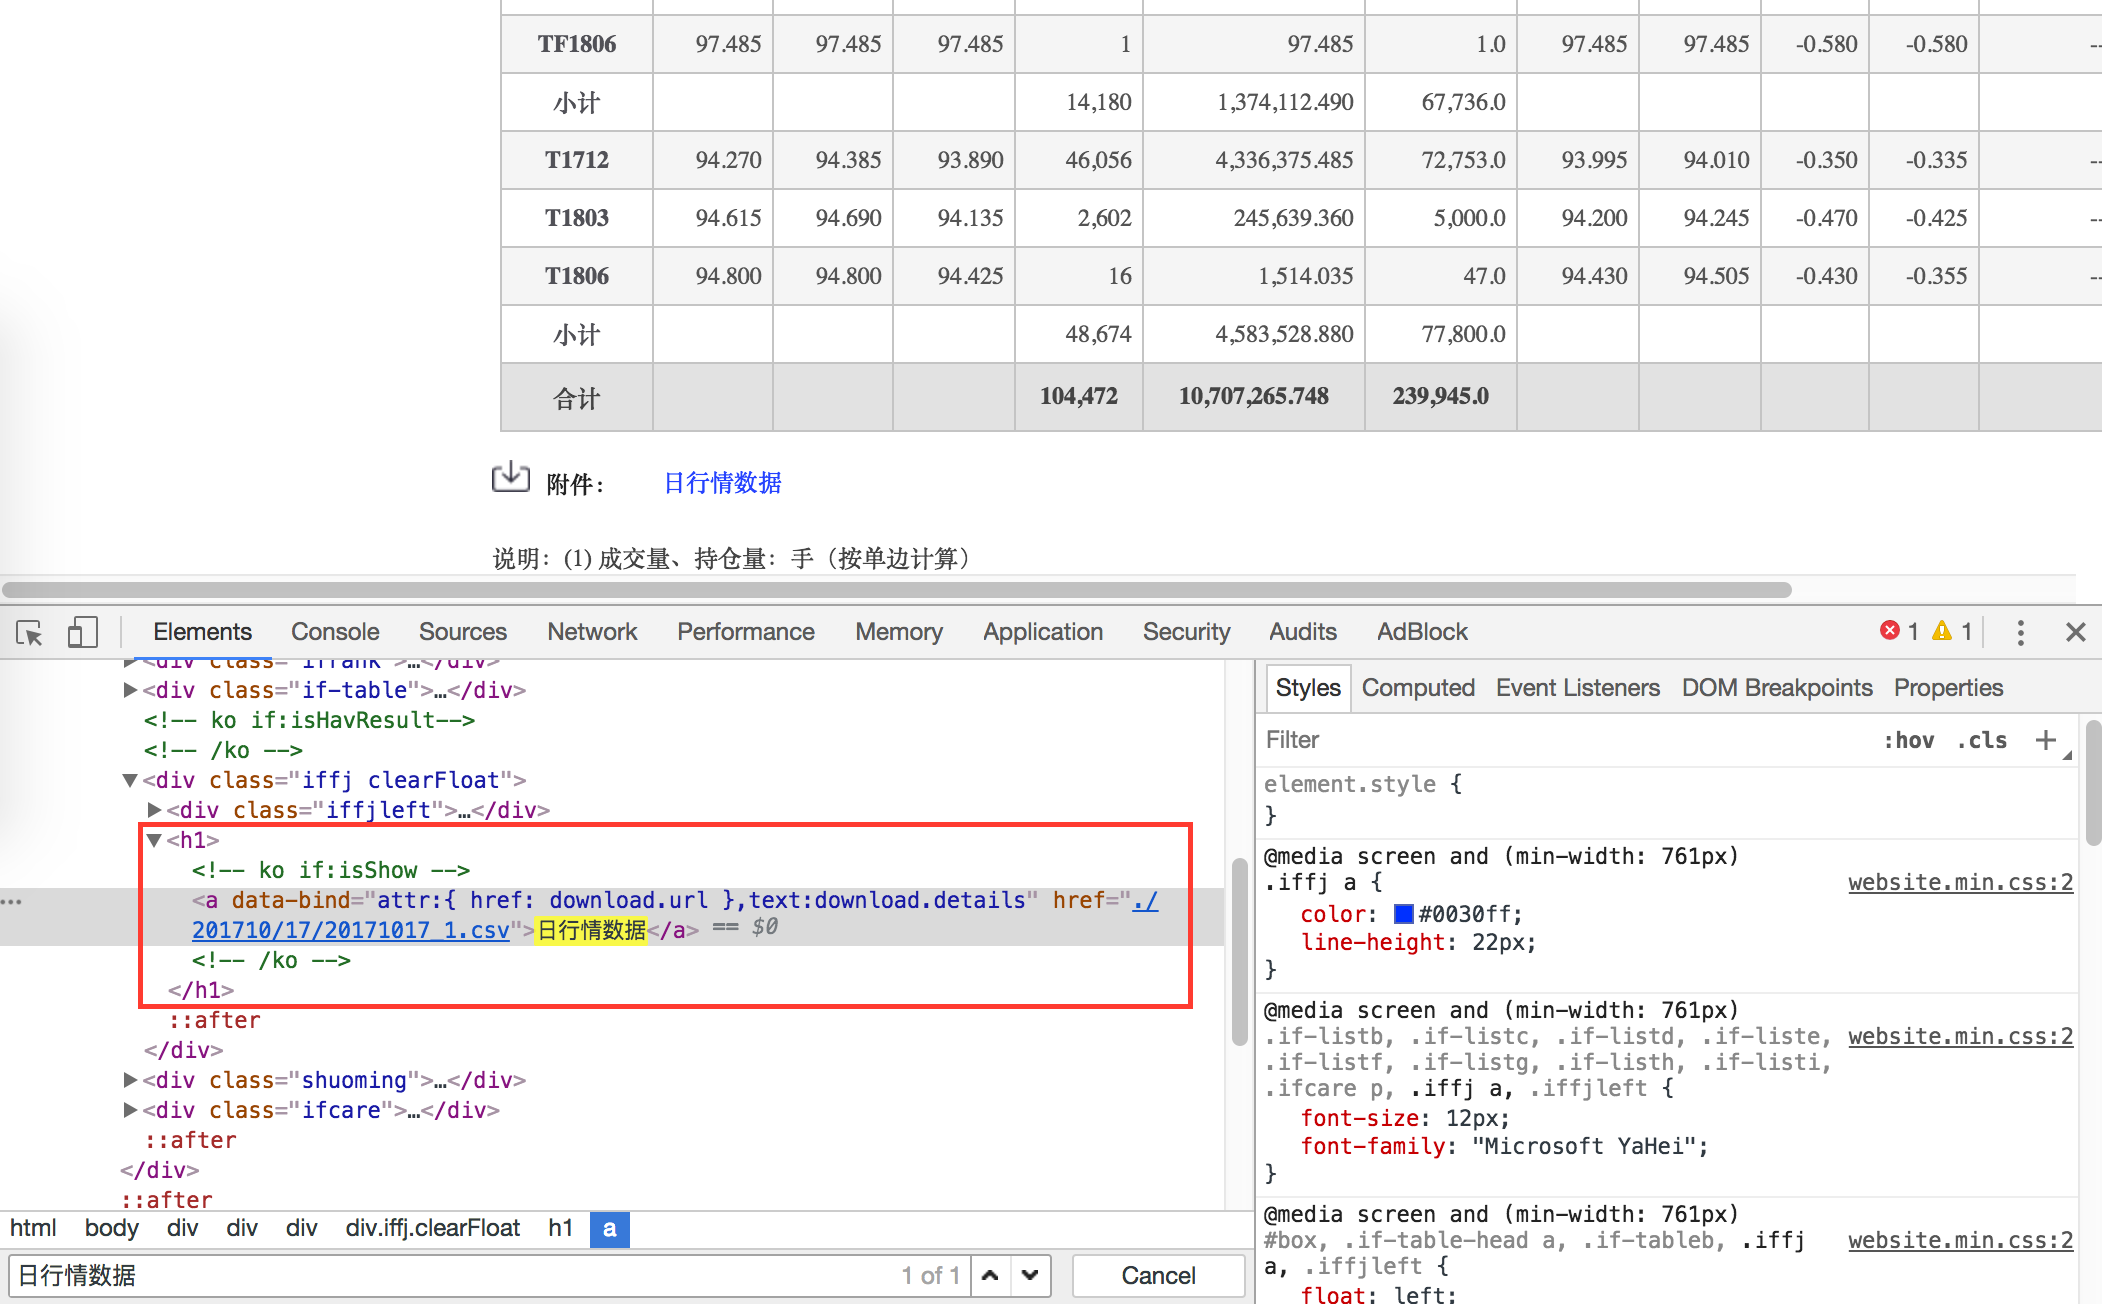 TF1806 97.485 97.485 97.485 1 97.485 1.0 97.485 97.485 -0.580 -0.580 --
小计 14,180 1,374,112.490 67,736.0
T1712 94.270 94.385 93.890 46,056 4,336,375.485 72,753.0 93.995 94.010 -0.350 -0.335 --
T1803 94.615 94.690 94.135 2,602 245,639.360 5,000.0 94.200 94.245 -0.470 -0.425 --
T1806 94.800 94.800 94.425 16 1,514.035 47.0 94.430 94.505 -0.430 -0.355 --
小计 48,674 4,583,528.880 77,800.0
合计 104,472 10,707,265.748 239,945.0
附件： 日行情数据
说明：(1) 成交量、持仓量：手（按单边计算）
Elements Console Sources Network Performance Memory Application Security Audits AdBlock 1 1
<div class="iffank">…</div>
<div class="if-table">…</div>
<!-- ko if:isHavResult-->
<!-- /ko -->
<div class="iffj clearFloat">
<div class="iffjleft">…</div>
<h1>
<!-- ko if:isShow -->
<a data-bind="attr:{ href: download.url },text:download.details" href="./
201710/17/20171017_1.csv">日行情数据</a> == $0
<!-- /ko -->
</h1>
::after
</div>
<div class="shuoming">…</div>
<div class="ifcare">…</div>
::after
</div>
::after
html body div div div div.iffj.clearFloat h1 a
日行情数据 1 of 1 Cancel
Styles Computed Event Listeners DOM Breakpoints Properties
Filter :hov .cls +
element.style {
}
@media screen and (min-width: 761px)
.iffj a { website.min.css:2
color: #0030ff;
line-height: 22px;
}
@media screen and (min-width: 761px)
.if-listb, .if-listc, .if-listd, .if-liste, website.min.css:2
.if-listf, .if-listg, .if-listh, .if-listi,
.ifcare p, .iffj a, .iffjleft {
font-size: 12px;
font-family: "Microsoft YaHei";
}
@media screen and (min-width: 761px)
#box, .if-table-head a, .if-tableb, .iffj website.min.css:2
a, .iffjleft {
float: left;